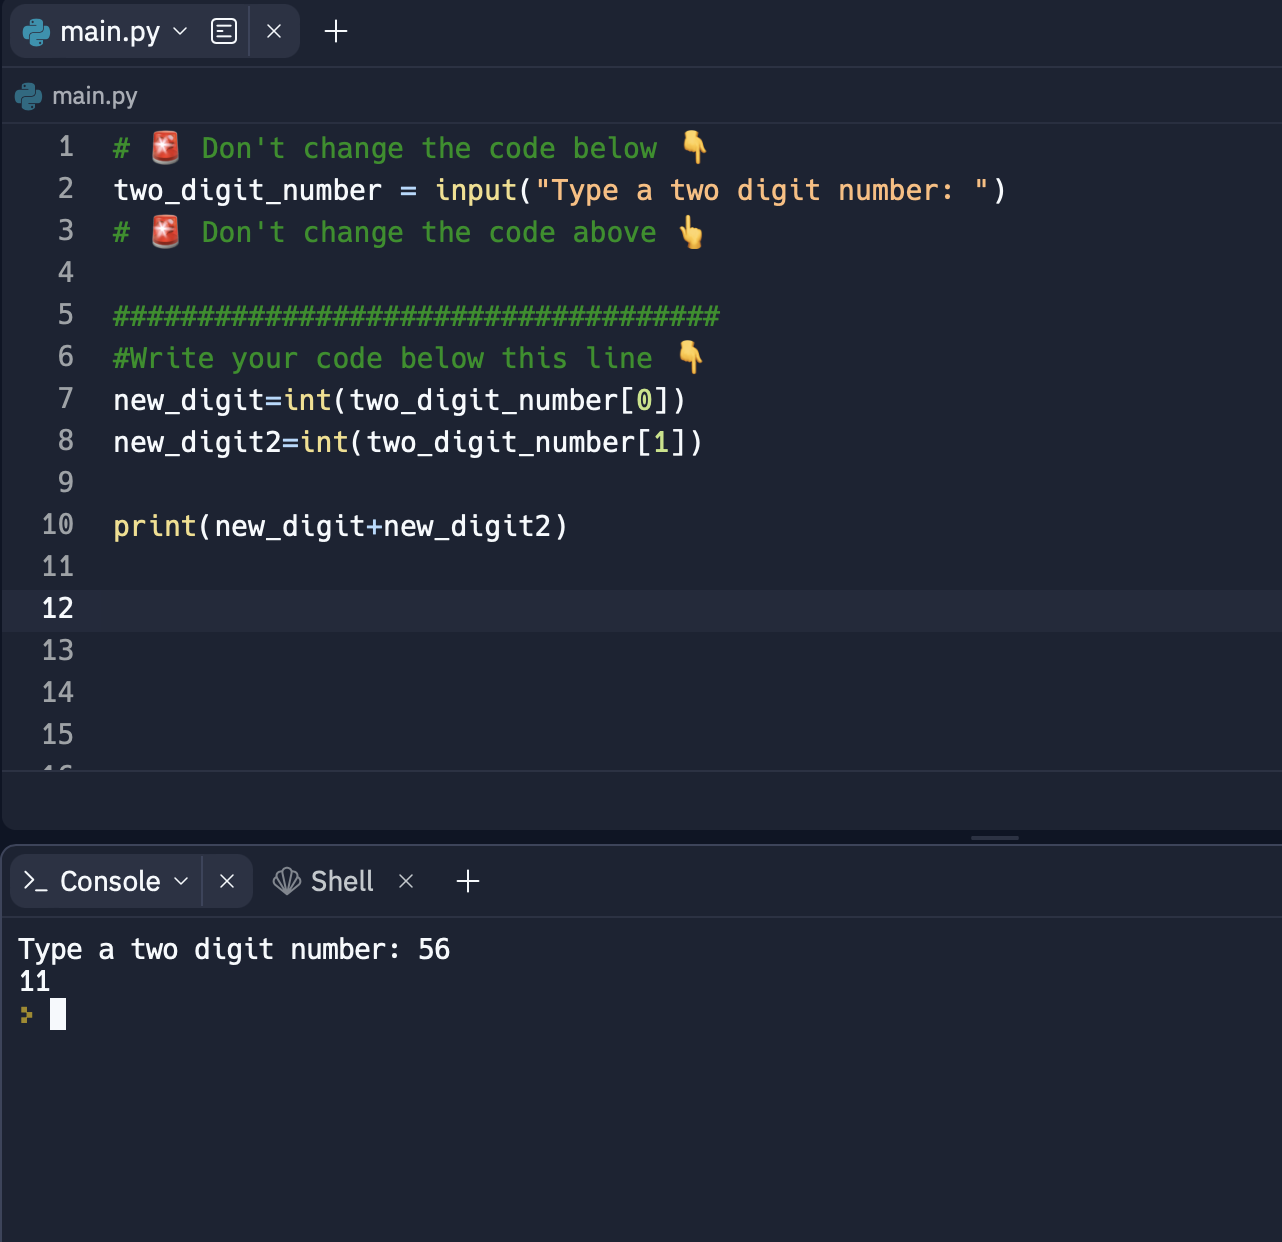 main.py
main.py
1 # 🚨 Don't change the code below 👇
2 two_digit_number = input("Type a two digit number: ")
3 # 🚨 Don't change the code above 👆
4
5 ####################################
6 #Write your code below this line 👇
7 new_digit=int(two_digit_number[0])
8 new_digit2=int(two_digit_number[1])
9
10 print(new_digit+new_digit2)
11
12
13
14
15
Console Shell
Type a two digit number: 56
11